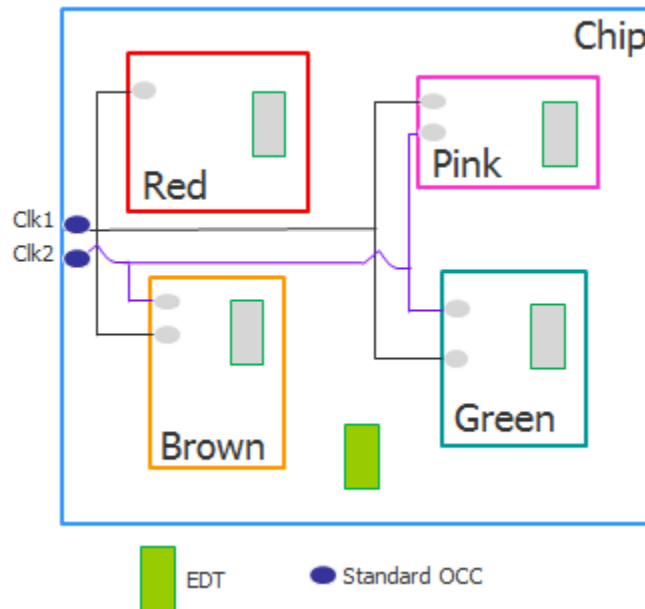 Chip
Red
Pink
Clk1
Clk2
Brown
Green
EDT
Standard OCC